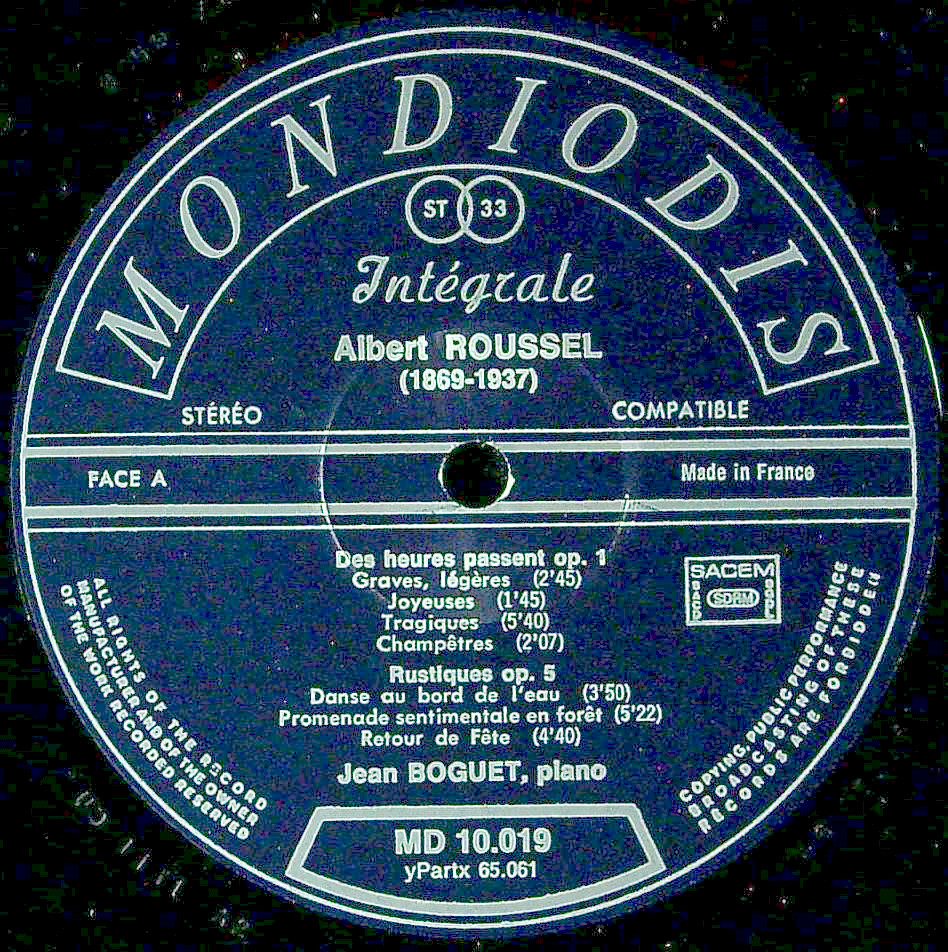 MONDIODIS
ST 33
Intégrale
Albert ROUSSEL
(1869-1937)
STÉRÉO
COMPATIBLE
FACE A
Made in France
Des heures passent op. 1
Graves, légères (2'45)
Joyeuses (1'45)
Tragiques (5'40)
Champêtres (2'07)
Rustiques op. 5
Danse au bord de l'eau (3'50)
Promenade sentimentale en forêt (5'22)
Retour de Fête (4'40)
Jean BOGUET, piano
SACEM
SACD
SDRM
SGDL
ALL RIGHTS OF THE RECORD
MANUFACTURER AND OF THE OWNER
OF THE WORK RECORDED RESERVED
COPYING, PUBLIC PERFORMANCE
BROADCASTING OF THESE
RECORDS ARE FORBIDDEN
MD 10.019
yPartx 65.061